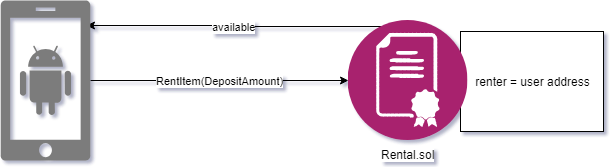 available
RentItem(DepositAmount)
renter = user address
Rental.sol